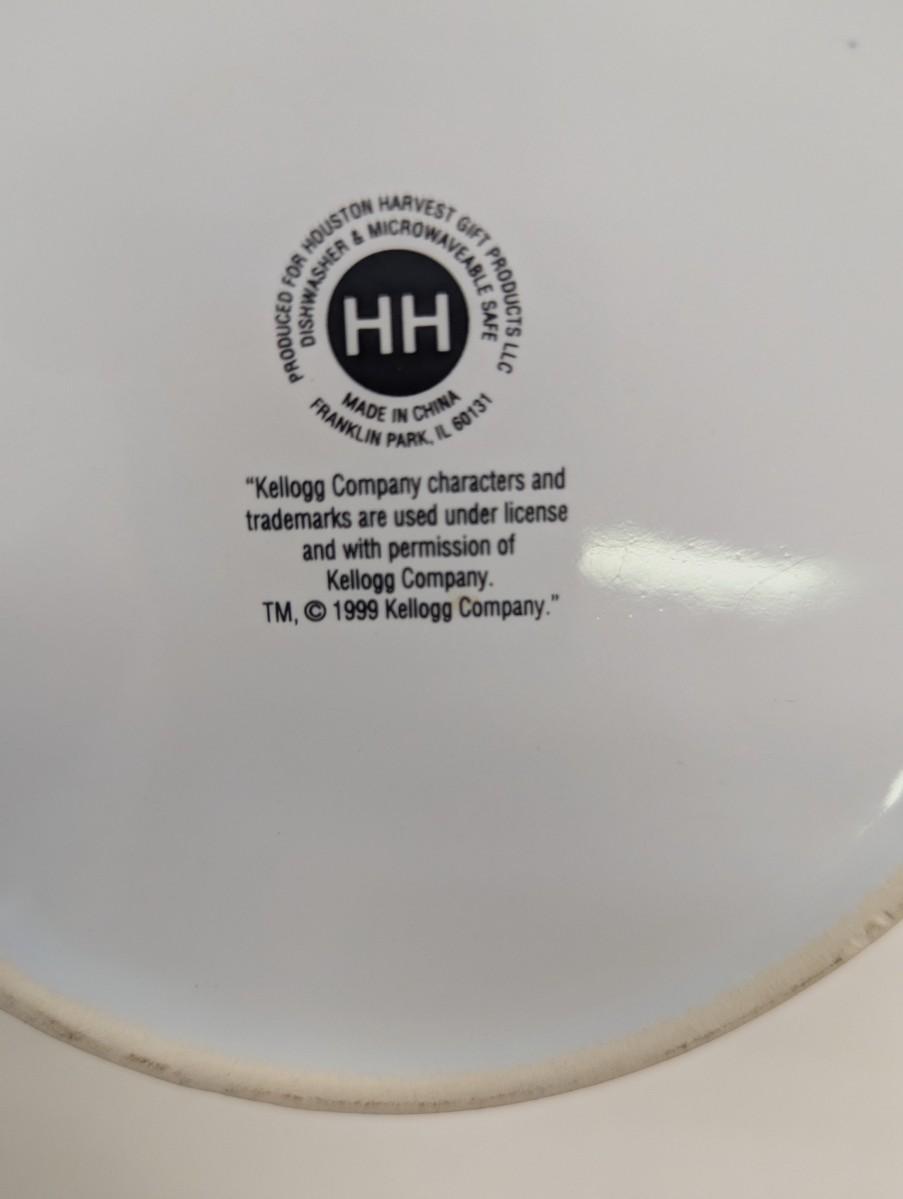 PRODUCED FOR HOUSTON HARVEST GIFT PRODUCTS LLC
DISHWASHER & MICROWAVEABLE SAFE
HH
MADE IN CHINA
FRANKLIN PARK, IL 60131
“Kellogg Company characters and
trademarks are used under license
and with permission of
Kellogg Company.
TM, © 1999 Kellogg Company.”